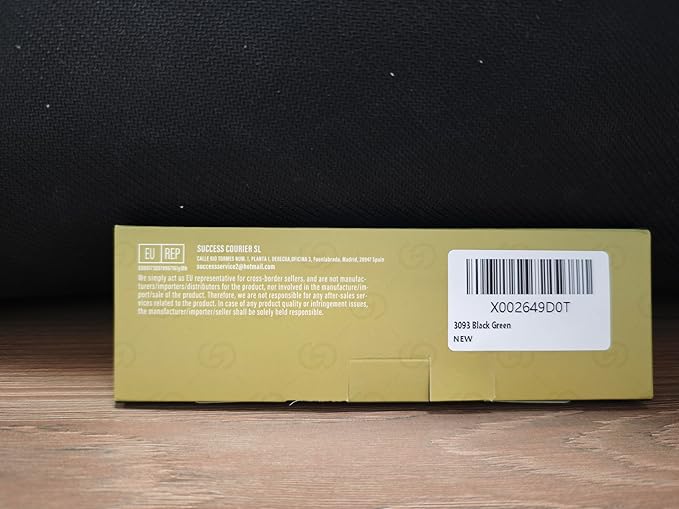 EU REP
SUCCESS COURIER SL
CALLE RIO TORMES NUM. 1, PLANTA 1, DERECHA,OFICINA 3, Fuenlabrada, Madrid, 28947 Spain
successservice2@hotmail.com
We simply act as EU representative for cross-border sellers, and are not manufac-
turers/importers/distributors for the product, nor involved in the manufacture/im-
port/sale of the product. Therefore, we are not responsible for any after-sales ser-
vices related to the product. In case of any product quality or infringement issues,
the manufacturer/importer/seller shall be solely held responsible.
X002649D0T
3093 Black Green
NEW